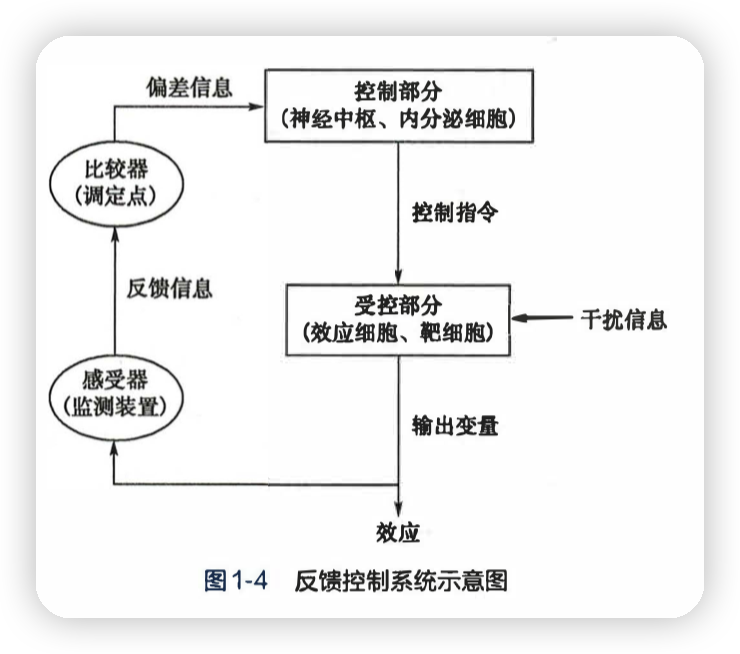 偏差信息
控制部分
(神经中枢、内分泌细胞)
比较器
(调定点)
控制指令
反馈信息
受控部分
(效应细胞、靶细胞)
干扰信息
感受器
(监测装置)
输出变量
效应
图1-4 反馈控制系统示意图